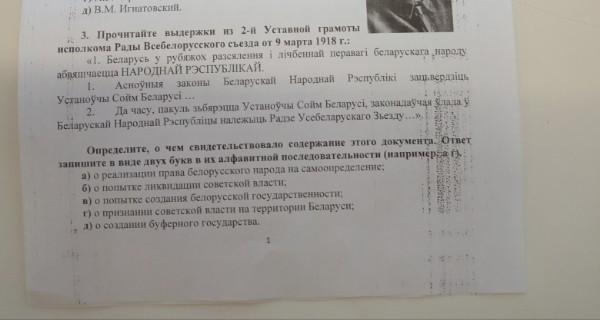 д) В.М. Игнатовский.
3. Прочитайте выдержки из 2-й Уставной грамоты
исполкома Рады Всебелорусского съезда от 9 марта 1918 г.:
«1. Беларусь у рубяжох рассялення і лічбеннай перавагі беларускага народу
абвяшчаецца НАРОДНАЙ РЭСПУБЛІКАЙ.
1. Асноўныя законы Беларускай Народнай Рэспублікі зацьвердзіць
Устаноўчы Сойм Беларусі …
2. Да часу, пакуль зьбярэцца Устаноўчы Сойм Беларусі, законадаўчая ўлада ў
Беларускай Народнай Рэспубліцы належыць Радзе Усебеларускага Зьезду…»
Определите, о чем свидетельствовало содержание этого документа. Ответ
запишите в виде двух букв в их алфавитной последовательности (например: а г).
а) о реализации права белорусского народа на самоопределение;
б) о попытке ликвидации советской власти;
в) о попытке создания белорусской государственности;
г) о признании советской власти на территории Беларуси;
д) о создании буферного государства.
1